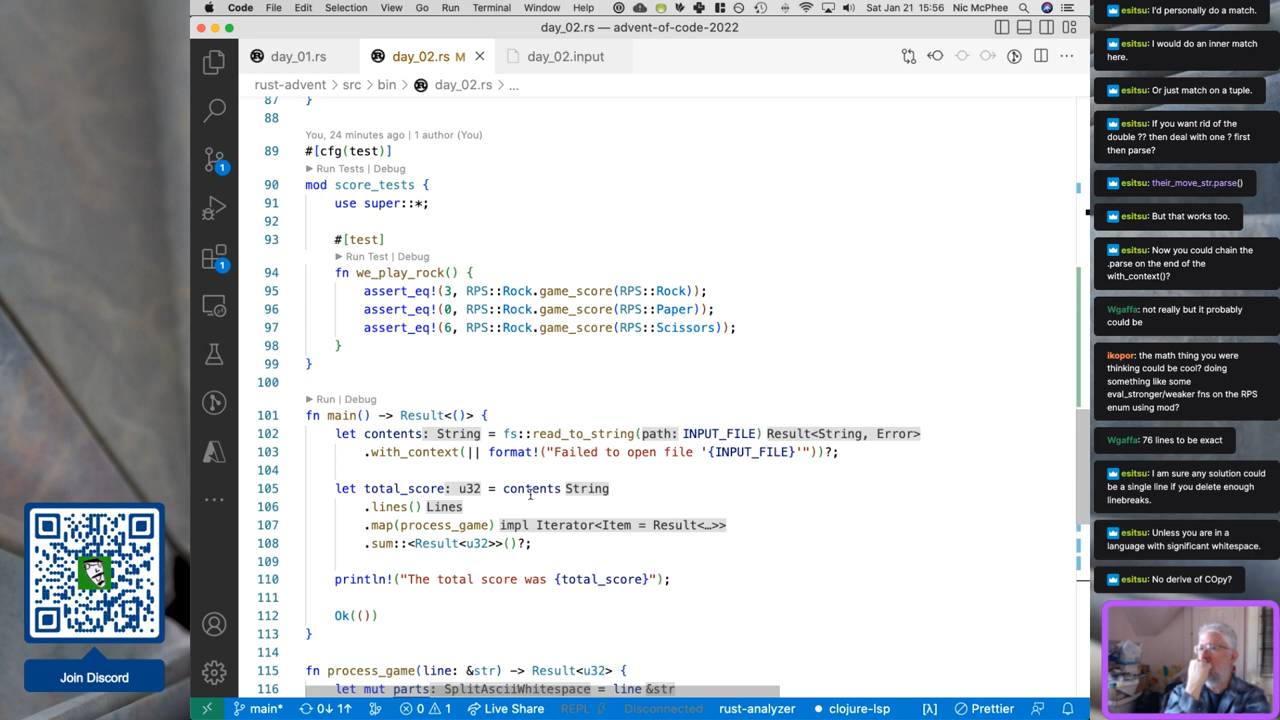 Code File Edit Selection View Go Run Terminal Window Help Sat Jan 21 15:56 Nic McPhee
day_02.rs — advent-of-code-2022
day_01.rs day_02.rs M day_02.input
rust-advent > src > bin > day_02.rs > ...
87 }
88
You, 24 minutes ago | 1 author (You)
89 #[cfg(test)]
Run Tests | Debug
90 mod score_tests {
91 use super::*;
92
93 #[test]
Run Test | Debug
94 fn we_play_rock() {
95 assert_eq!(3, RPS::Rock.game_score(RPS::Rock));
96 assert_eq!(0, RPS::Rock.game_score(RPS::Paper));
97 assert_eq!(6, RPS::Rock.game_score(RPS::Scissors));
98 }
99 }
100
Run | Debug
101 fn main() -> Result<()> {
102 let contents: String = fs::read_to_string(path: INPUT_FILE) Result<String, Error>
103 .with_context(|| format!("Failed to open file '{INPUT_FILE}'"))?;
104
105 let total_score: u32 = contents String
106 .lines() Lines
107 .map(process_game) impl Iterator<Item = Result<…>>
108 .sum::<Result<u32>>()?;
109
110 println!("The total score was {total_score}");
111
112 Ok(())
113 }
114
115 fn process_game(line: &str) -> Result<u32> {
116 let mut parts: SplitAsciiWhitespace = line &str
main* 0↓ 1↑ 0 1 Live Share REPL Disconnected rust-analyzer clojure-lsp [λ] Prettier
1
1
Join Discord
esitsu: I'd personally do a match.
esitsu: I would do an inner match
here.
esitsu: Or just match on a tuple.
esitsu: If you want rid of the
double ?? then deal with one ? first
then parse?
esitsu: their_move_str.parse()
esitsu: But that works too.
esitsu: Now you could chain the
.parse on the end of the
with_context()?
Wgaffa: not really but it probably
could be
ikopor: the math thing you were
thinking could be cool? doing
something like some
eval_stronger/weaker fns on the RPS
enum using mod?
Wgaffa: 76 lines to be exact
esitsu: I am sure any solution could
be a single line if you delete enough
linebreaks.
esitsu: Unless you are in a
language with significant whitespace.
esitsu: No derive of COpy?